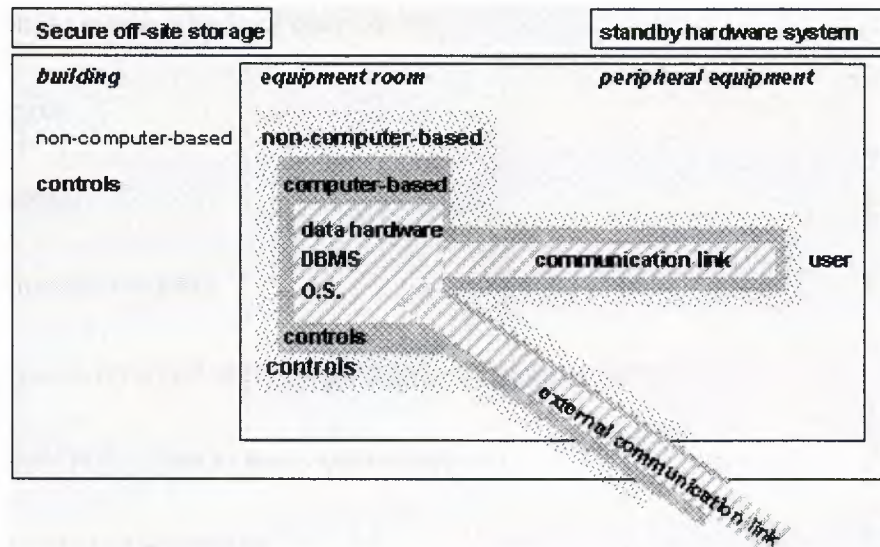 Secure off-site storage
standby hardware system
building
equipment room
peripheral equipment
non-computer-based
non-computer-based
controls
computer-based
data hardware
DBMS
communication link
user
O.S.
controls
controls
external communication link